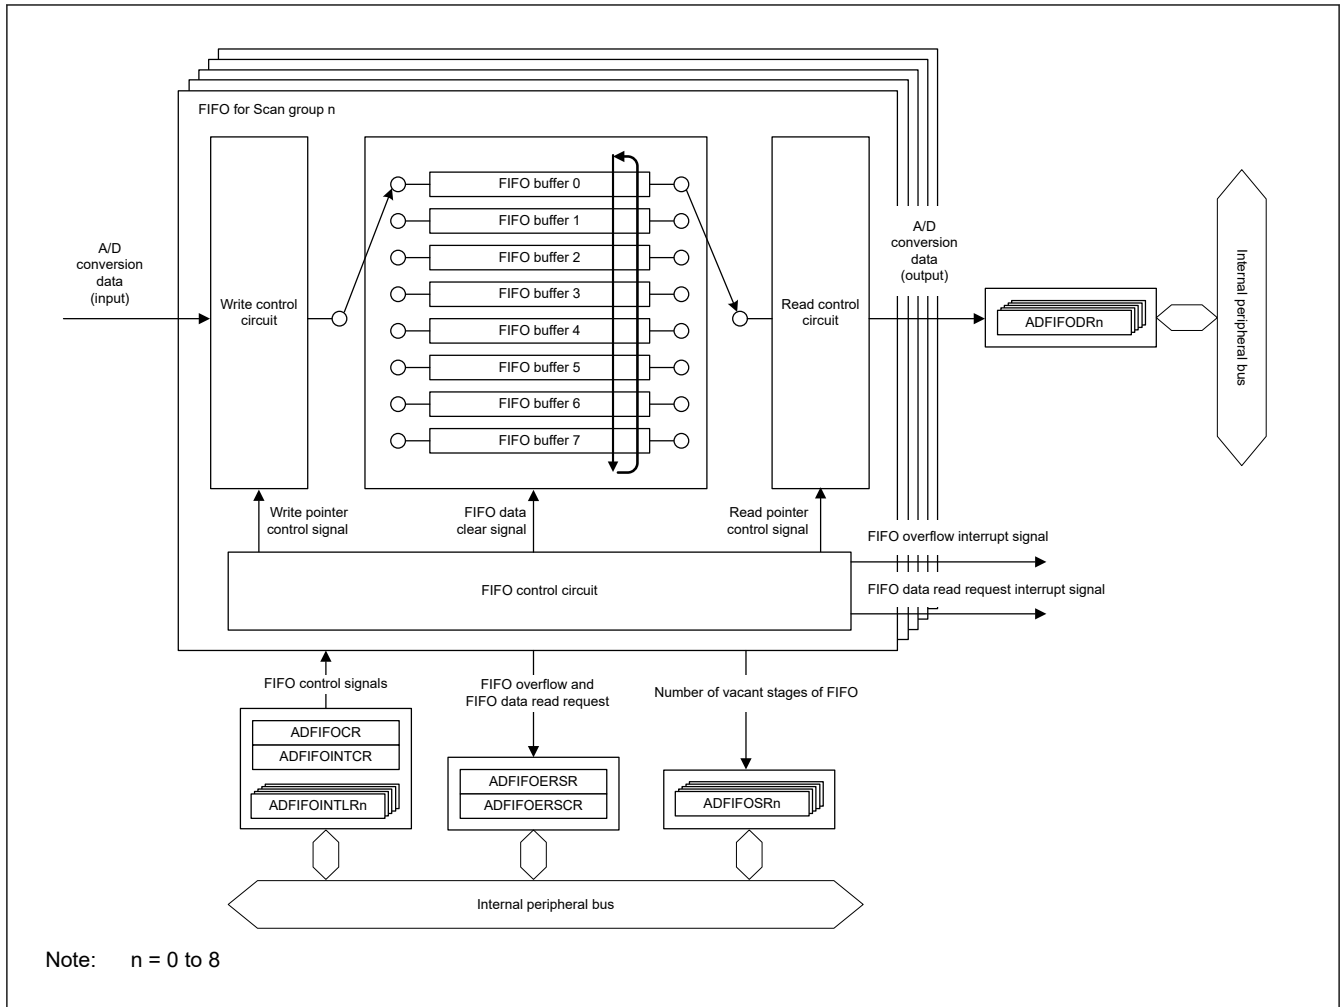 FIFO for Scan group n
FIFO buffer 0
FIFO buffer 1
FIFO buffer 2
FIFO buffer 3
FIFO buffer 4
FIFO buffer 5
FIFO buffer 6
FIFO buffer 7
A/D
conversion
data
(input)
Write control
circuit
Read control
circuit
A/D
conversion
data
(output)
ADFIFODRn
Internal peripheral bus
Write pointer
control signal
FIFO data
clear signal
Read pointer
control signal
FIFO overflow interrupt signal
FIFO control circuit
FIFO data read request interrupt signal
FIFO control signals
FIFO overflow and
FIFO data read request
Number of vacant stages of FIFO
ADFIFOCR
ADFIFOINTCR
ADFIFOINTLRn
ADFIFOERSR
ADFIFOERSCR
ADFIFOSRn
Internal peripheral bus
Note: n = 0 to 8